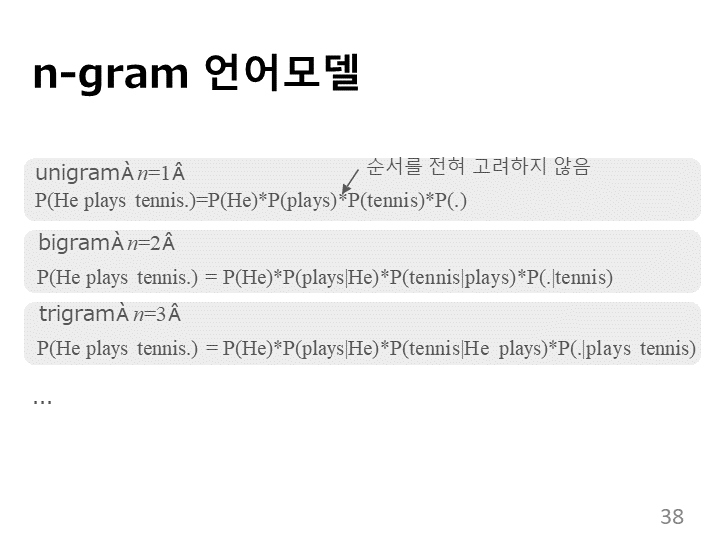 n-gram 언어모델
순서를 전혀 고려하지 않음
unigramÀ n=1Â
P(He plays tennis.)=P(He)*P(plays)*P(tennis)*P(.)
bigramÀ n=2Â
P(He plays tennis.) = P(He)*P(plays|He)*P(tennis|plays)*P(.|tennis)
trigramÀ n=3Â
P(He plays tennis.) = P(He)*P(plays|He)*P(tennis|He plays)*P(.|plays tennis)
...
38